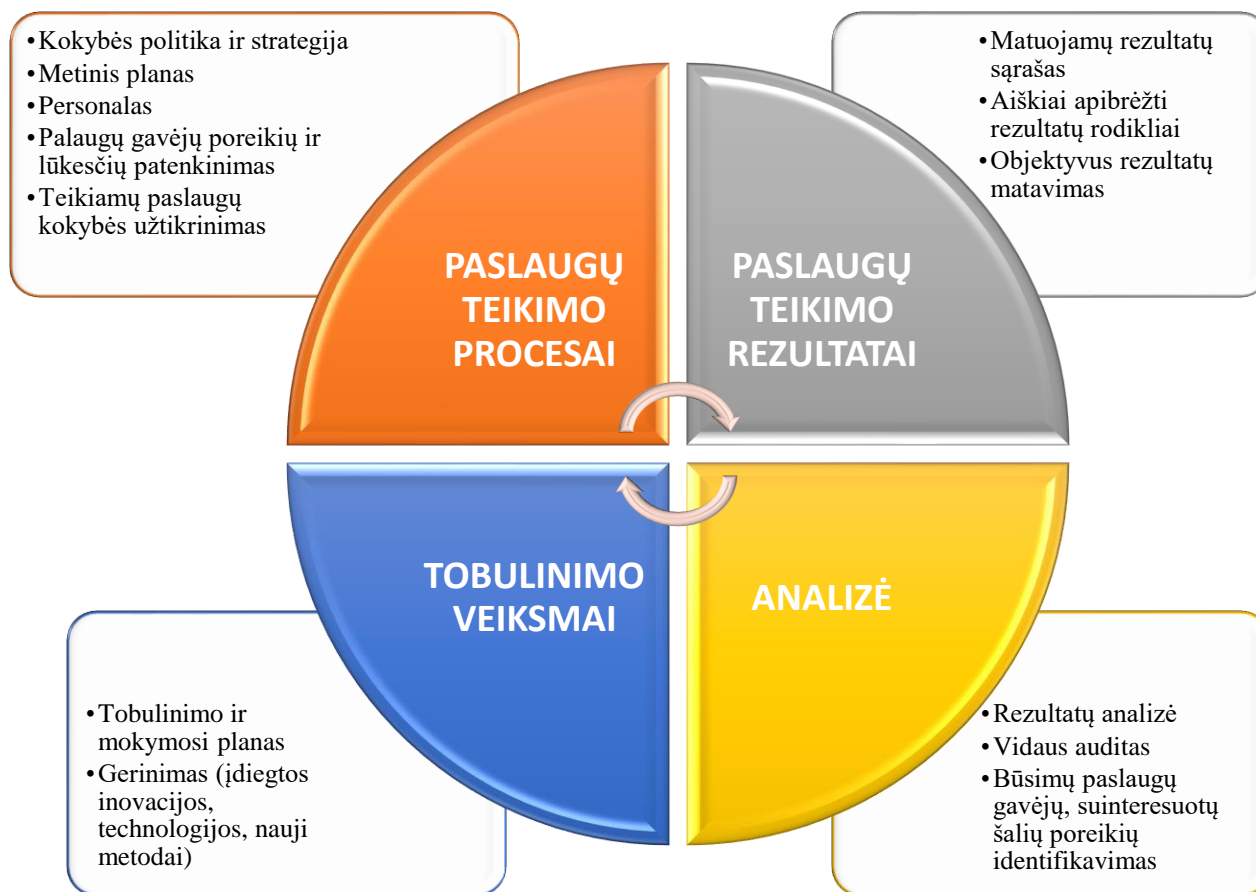 •Kokybės politika ir strategija
•Metinis planas
•Personalas
•Palaugų gavėjų poreikių ir
lūkesčių patenkinimas
•Teikiamų paslaugų
kokybės užtikrinimas
•Matuojamų rezultatų
sąrašas
•Aiškiai apibrėžti
rezultatų rodikliai
•Objektyvus rezultatų
matavimas
PASLAUGŲ
TEIKIMO
PROCESAI
PASLAUGŲ
TEIKIMO
REZULTATAI
TOBULINIMO
VEIKSMAI
ANALIZĖ
•Tobulinimo ir
mokymosi planas
•Gerinimas (įdiegtos
inovacijos,
technologijos, nauji
metodai)
•Rezultatų analizė
•Vidaus auditas
•Būsimų paslaugų
gavėjų, suinteresuotų
šalių poreikių
identifikavimas